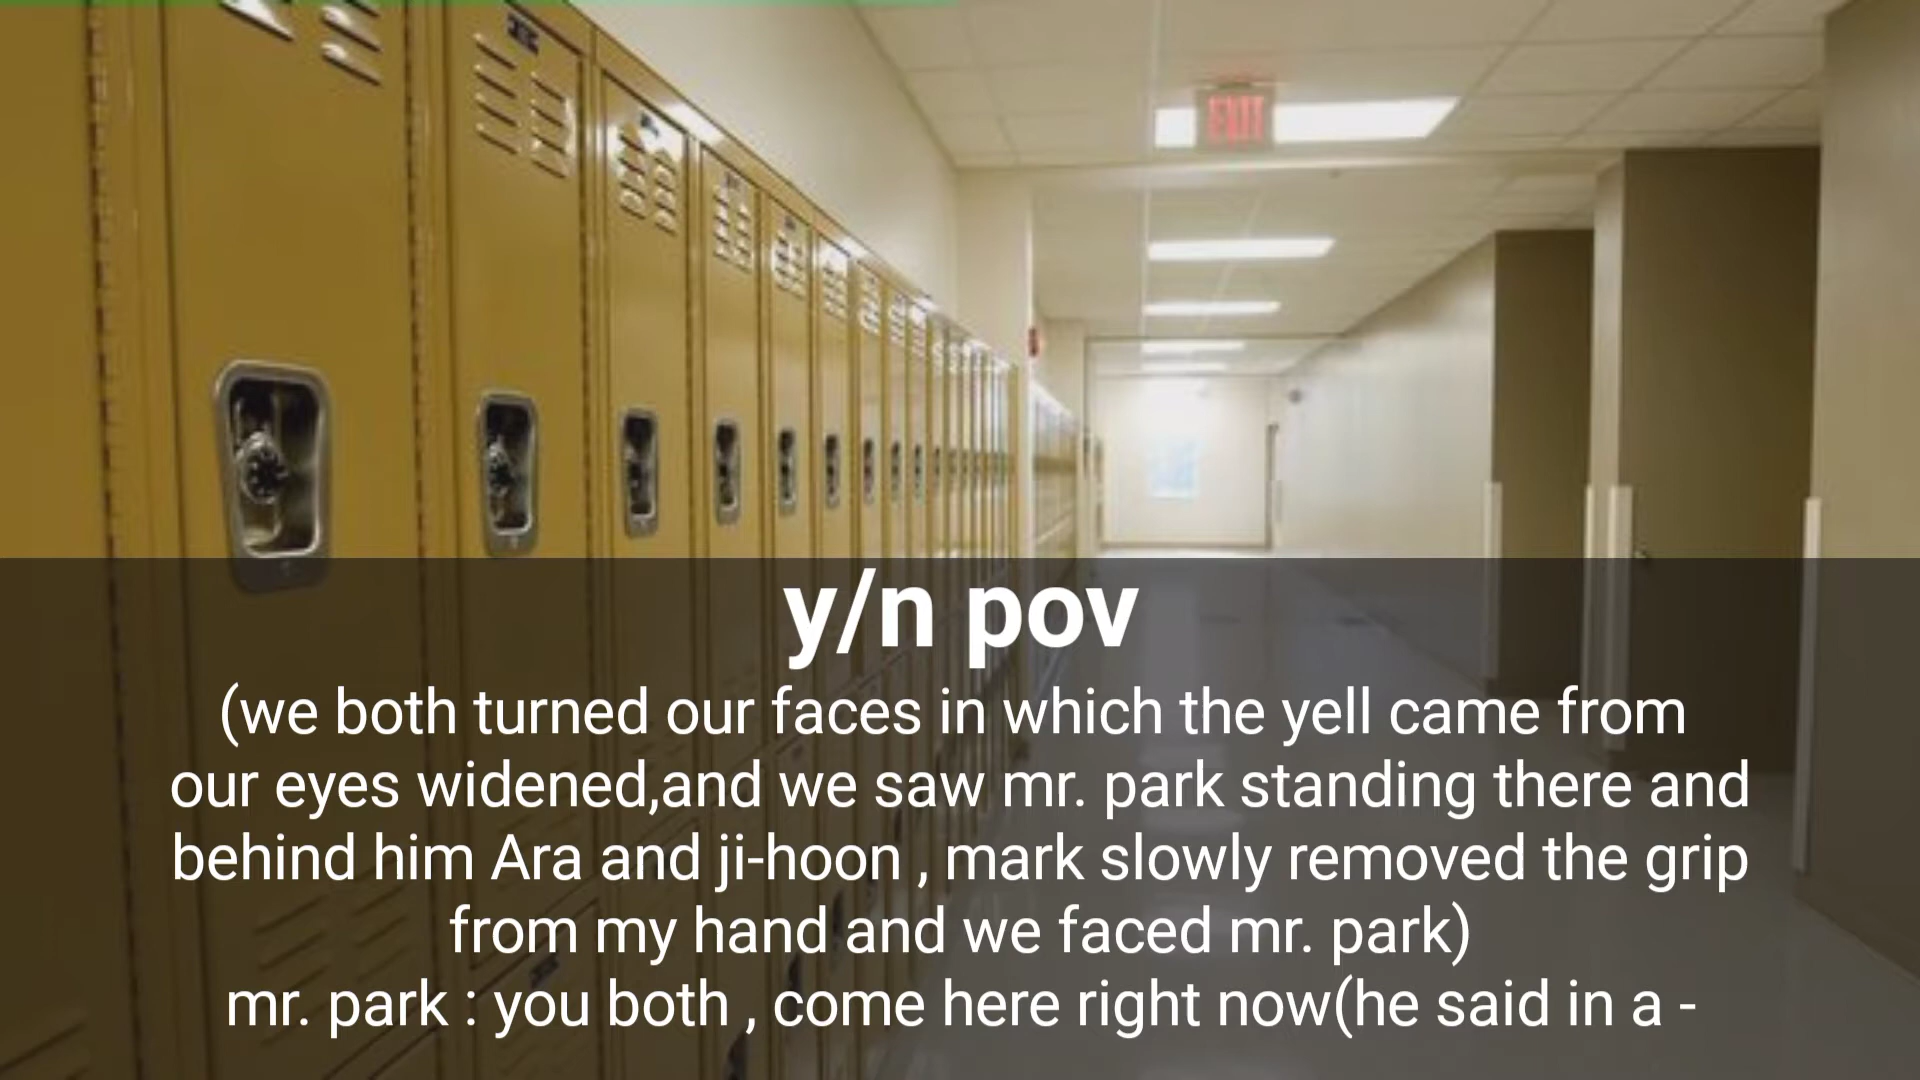 EXIT
y/n pov
(we both turned our faces in which the yell came from
our eyes widened,and we saw mr. park standing there and
behind him Ara and ji-hoon , mark slowly removed the grip
from my hand and we faced mr. park)
mr. park : you both , come here right now(he said in a -